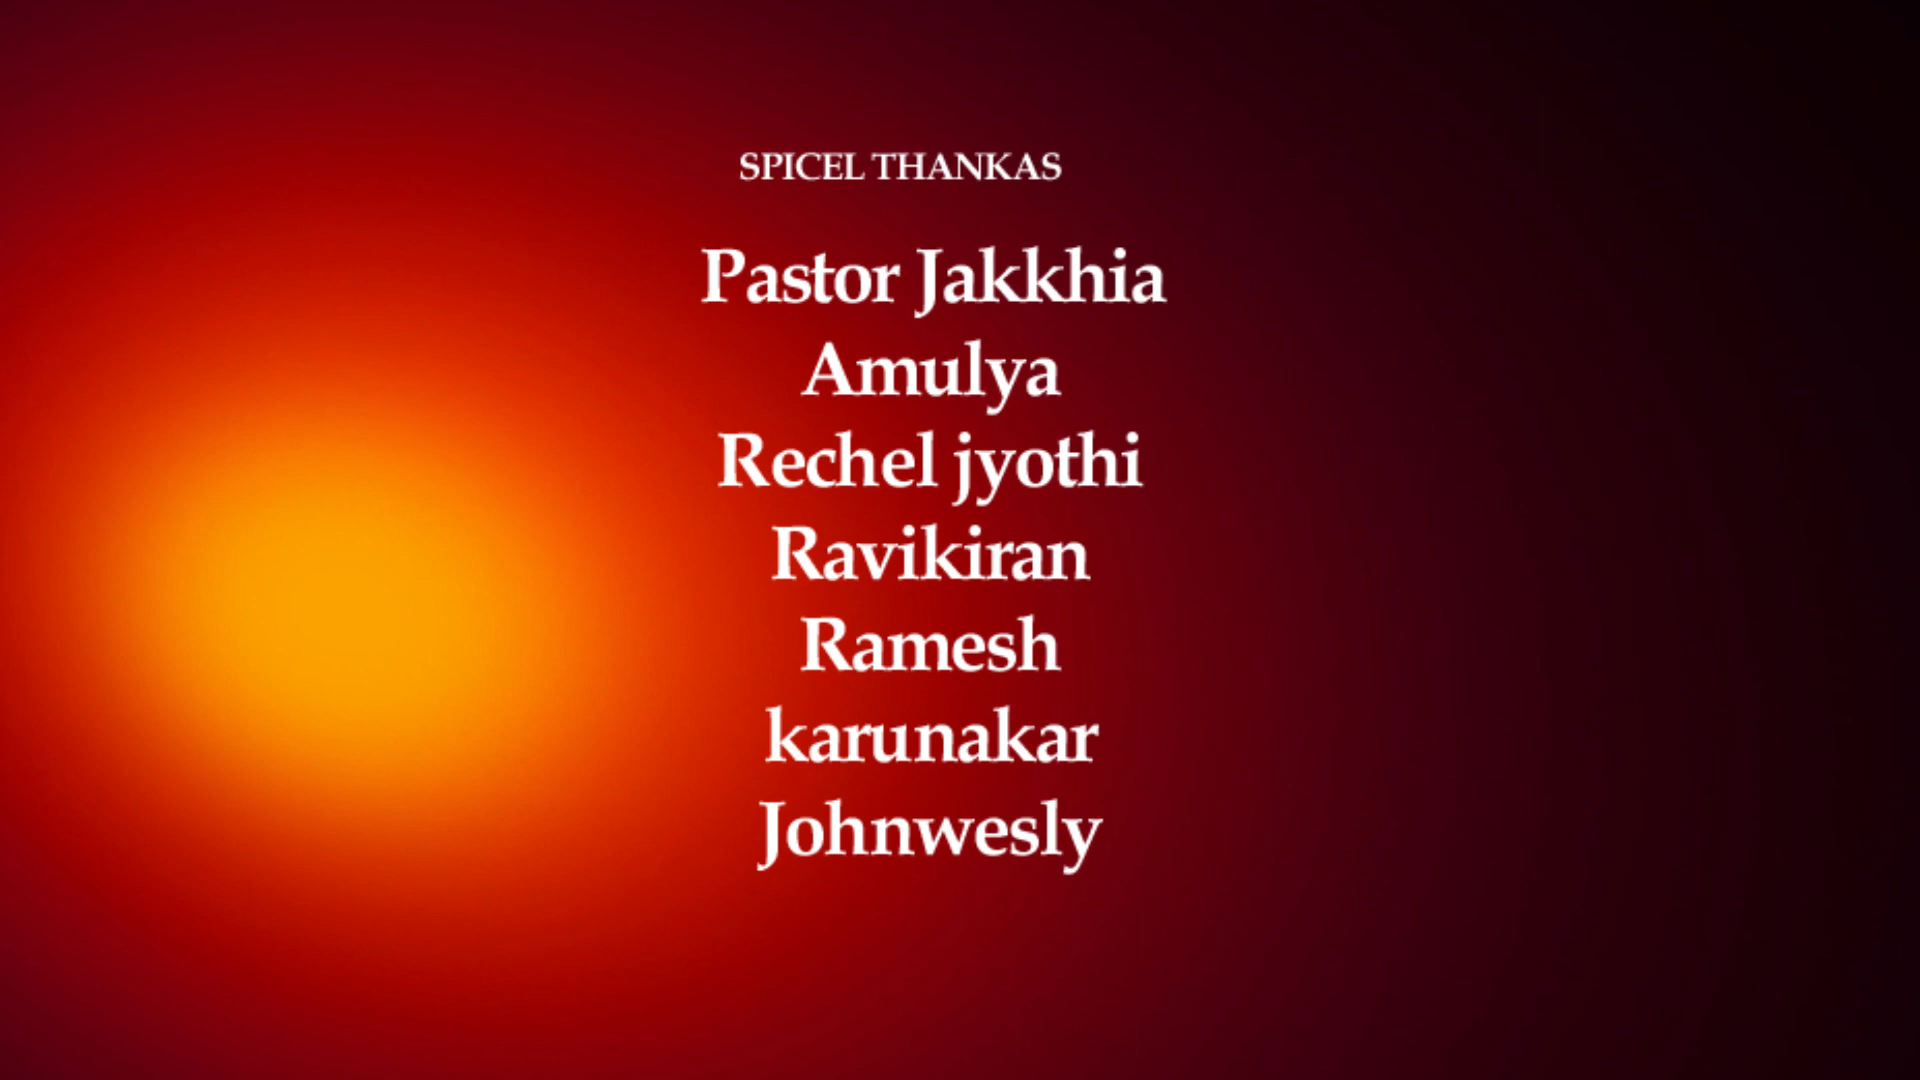 SPICEL THANKAS
Pastor Jakkhia
Amulya
Rechel jyothi
Ravikiran
Ramesh
karunakar
Johnwesly